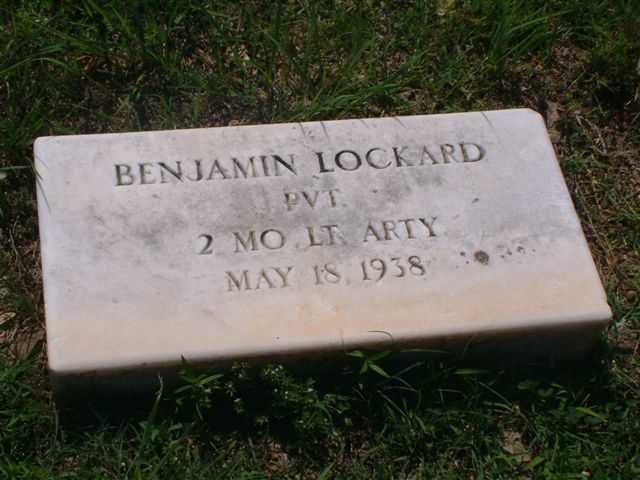 BENJAMIN LOCKARD
PVT.
2 MO. LT. ARTY
MAY 18, 1938